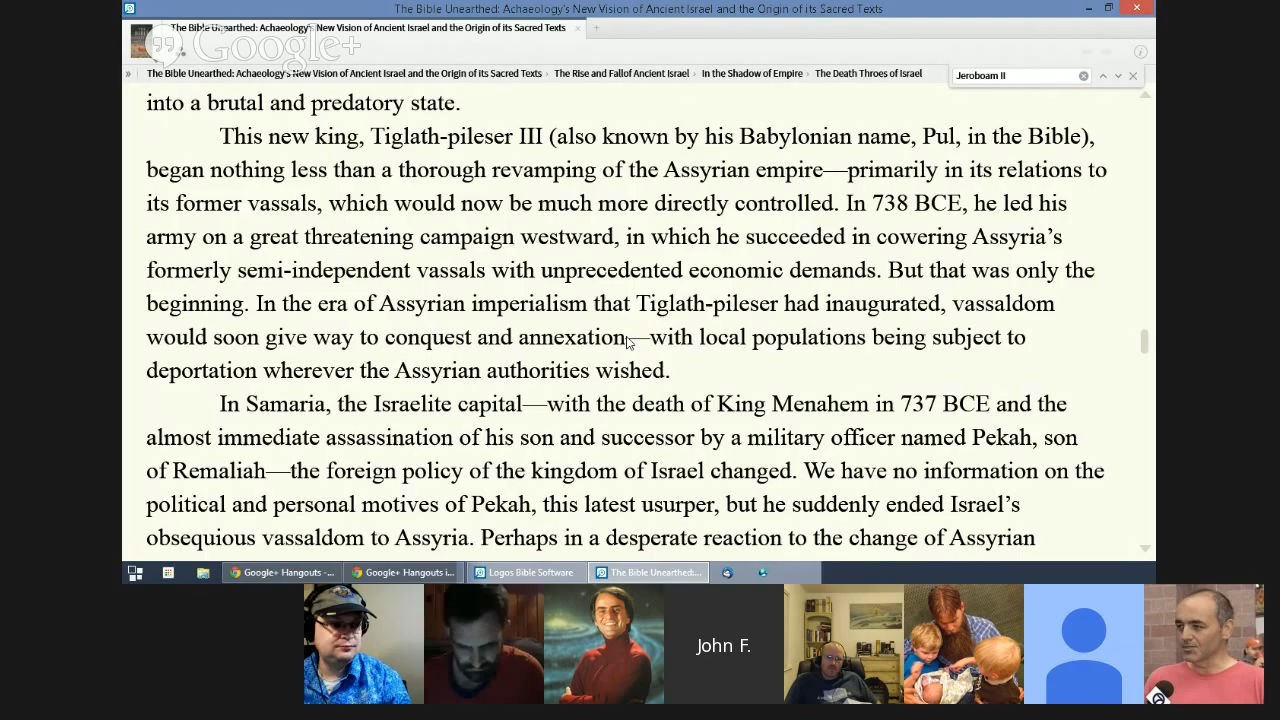 The Bible Unearthed: Achaeology's New Vision of Ancient Israel and the Origin of its Sacred Texts
The Bible Unearthed: Achaeology's New Vision of Ancient Israel and the Origin of its Sacred Texts
Google+
» The Bible Unearthed: Achaeology's New Vision of Ancient Israel and the Origin of its Sacred Texts › The Rise and Fallof Ancient Israel › In the Shadow of Empire › The Death Throes of Israel
Jeroboam II
into a brutal and predatory state.
This new king, Tiglath-pileser III (also known by his Babylonian name, Pul, in the Bible),
began nothing less than a thorough revamping of the Assyrian empire—primarily in its relations to
its former vassals, which would now be much more directly controlled. In 738 BCE, he led his
army on a great threatening campaign westward, in which he succeeded in cowering Assyria's
formerly semi-independent vassals with unprecedented economic demands. But that was only the
beginning. In the era of Assyrian imperialism that Tiglath-pileser had inaugurated, vassaldom
would soon give way to conquest and annexation—with local populations being subject to
deportation wherever the Assyrian authorities wished.
In Samaria, the Israelite capital—with the death of King Menahem in 737 BCE and the
almost immediate assassination of his son and successor by a military officer named Pekah, son
of Remaliah—the foreign policy of the kingdom of Israel changed. We have no information on the
political and personal motives of Pekah, this latest usurper, but he suddenly ended Israel's
obsequious vassaldom to Assyria. Perhaps in a desperate reaction to the change of Assyrian
Google+ Hangouts -...
Google+ Hangouts i...
Logos Bible Software
The Bible Unearthed:...
John F.